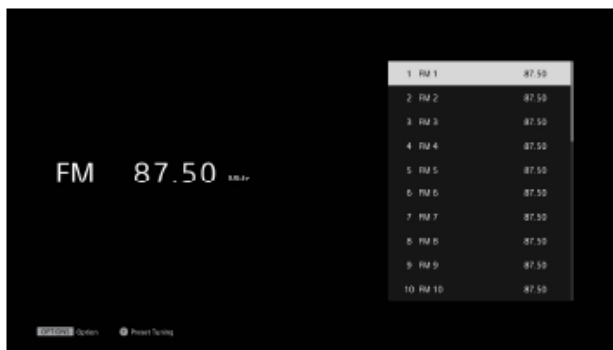 FM 87.50 MHz
1 FM 1 87.50
2 FM 2 87.50
3 FM 3 87.50
4 FM 4 87.50
5 FM 5 87.50
6 FM 6 87.50
7 FM 7 87.50
8 FM 8 87.50
9 FM 9 87.50
10 FM 10 87.50
OPTIONS Option Preset Tuning